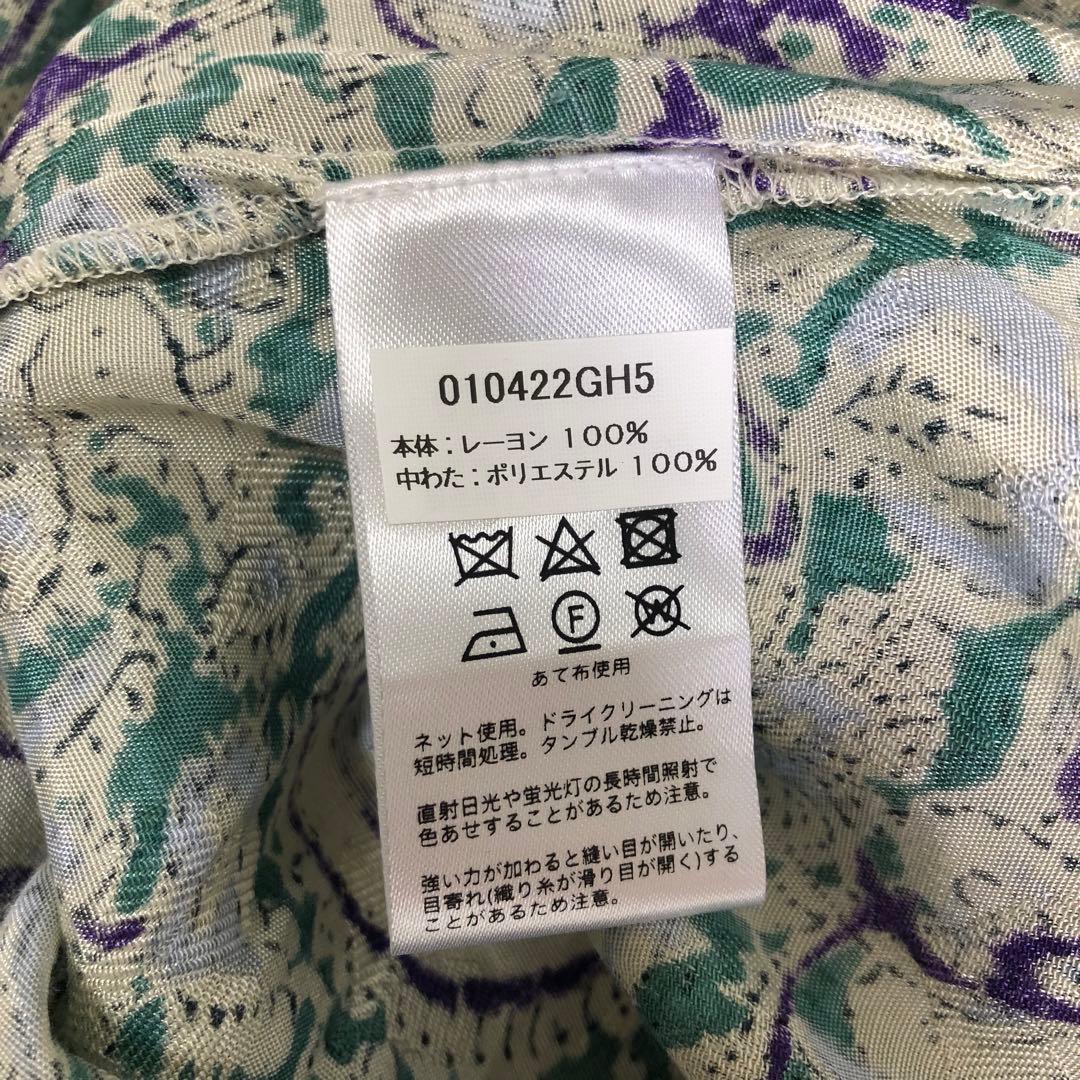 010422GH5
本体：レーヨン 100%
中わた：ポリエステル 100%
F
W
あて布使用
ネット使用。ドライクリーニングは
短時間処理。タンブル乾燥禁止。
直射日光や蛍光灯の長時間照射で
色あせすることがあるため注意。
強い力が加わると縫い目が開いたり、
目寄れ(織り糸が滑り目が開く)する
ことがあるため注意。